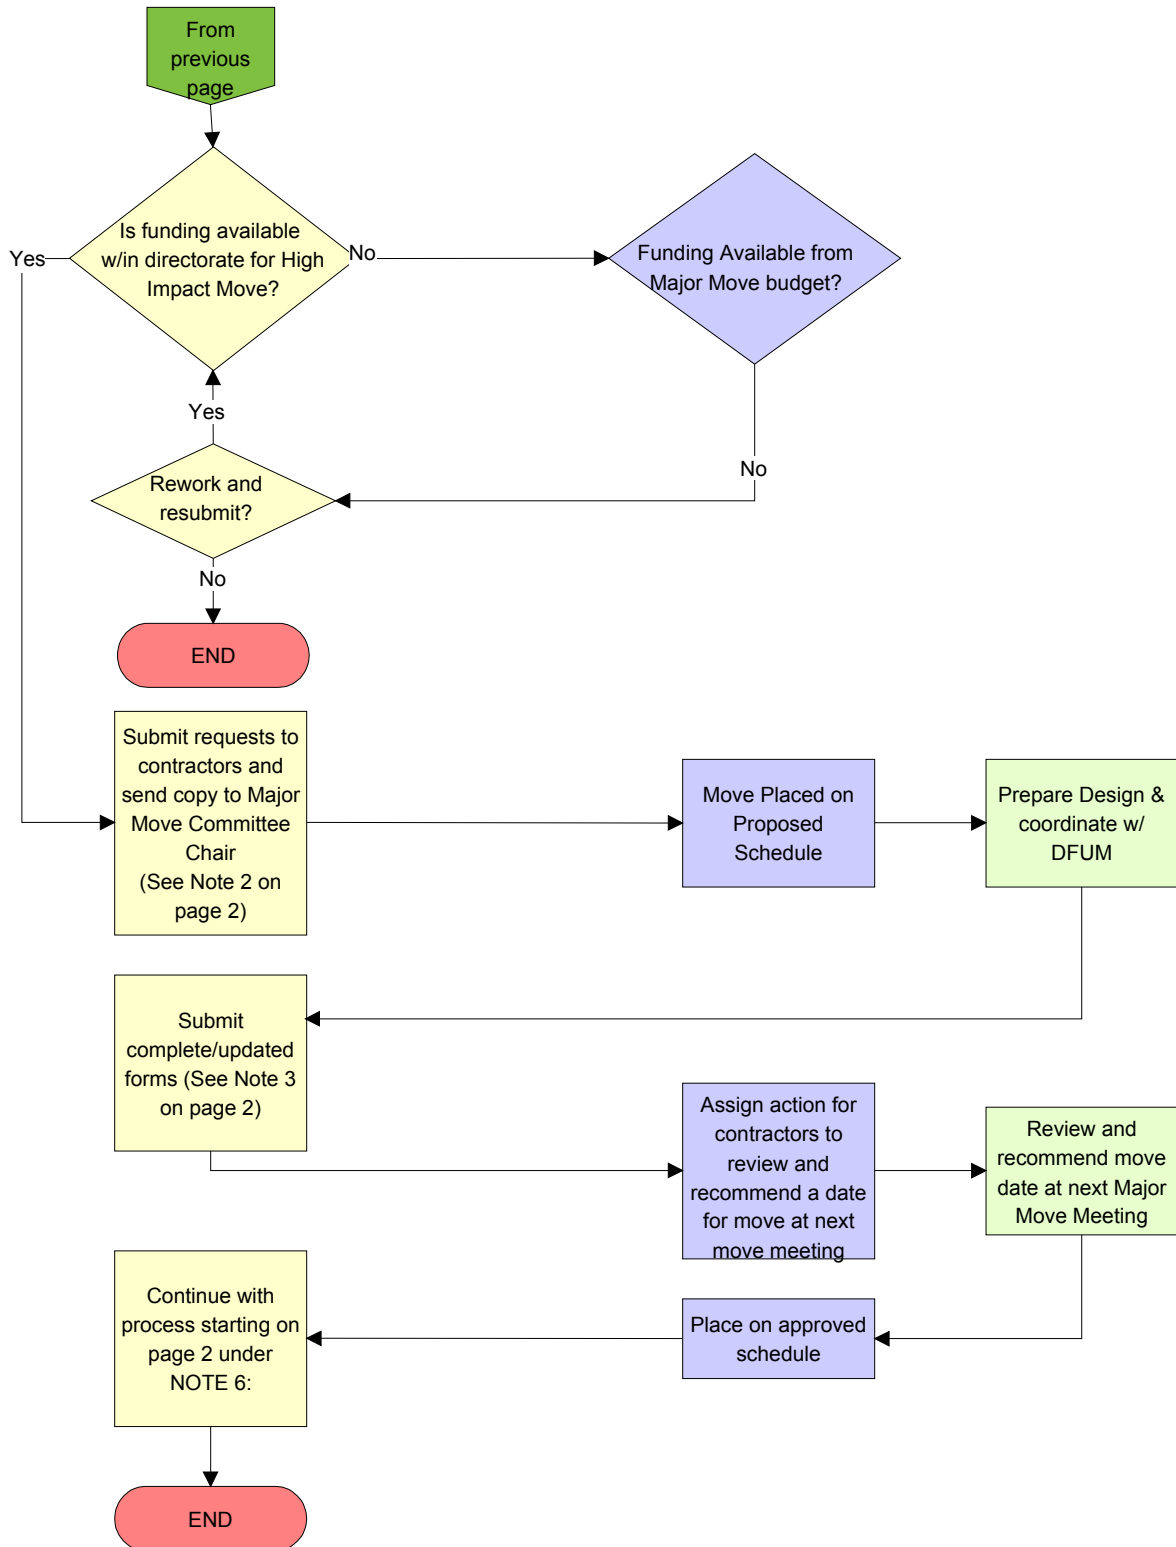 From
previous
page
Is funding available
w/in directorate for High
Impact Move?
Yes
No
Funding Available from
Major Move budget?
Yes
No
Rework and
resubmit?
No
END
Submit requests to
contractors and
send copy to Major
Move Committee
Chair
(See Note 2 on
page 2)
Move Placed on
Proposed
Schedule
Prepare Design &
coordinate w/
DFUM
Submit
complete/updated
forms (See Note 3
on page 2)
Assign action for
contractors to
review and
recommend a date
for move at next
move meeting
Review and
recommend move
date at next Major
Move Meeting
Continue with
process starting on
page 2 under
NOTE 6:
Place on approved
schedule
END